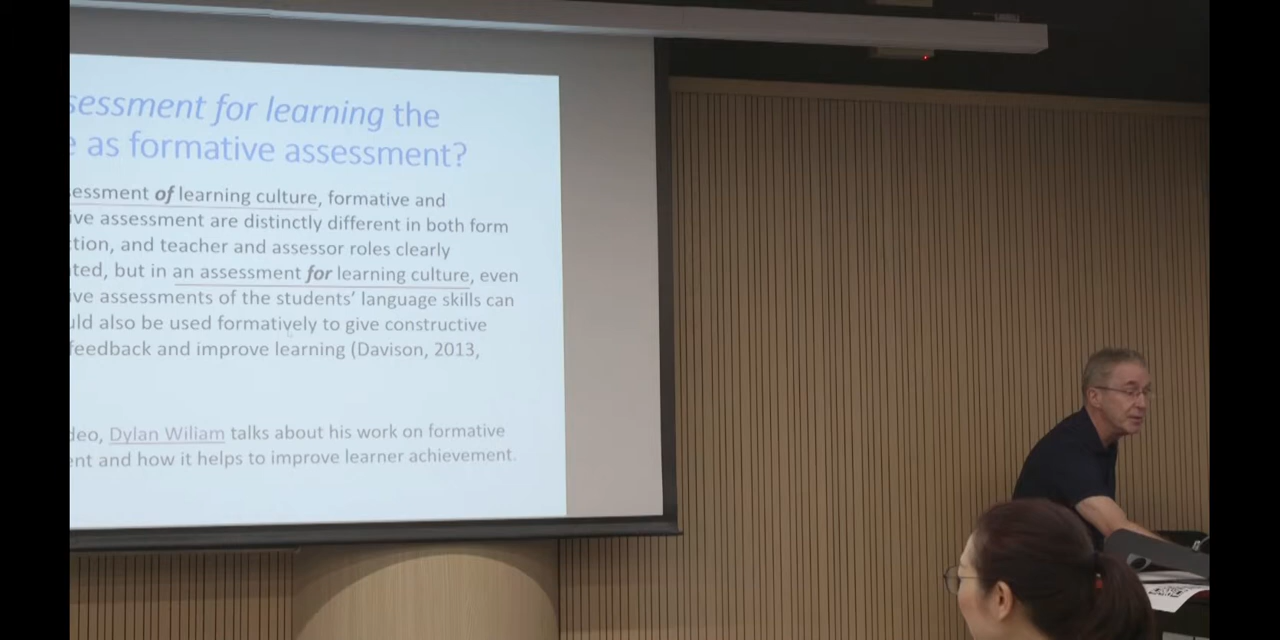 sessment for learning the
e as formative assessment?
essment of learning culture, formative and
ive assessment are distinctly different in both form
tion, and teacher and assessor roles clearly
ted, but in an assessment for learning culture, even
ive assessments of the students' language skills can
uld also be used formatively to give constructive
feedback and improve learning (Davison, 2013,
deo, Dylan Wiliam talks about his work on formative
ent and how it helps to improve learner achievement.